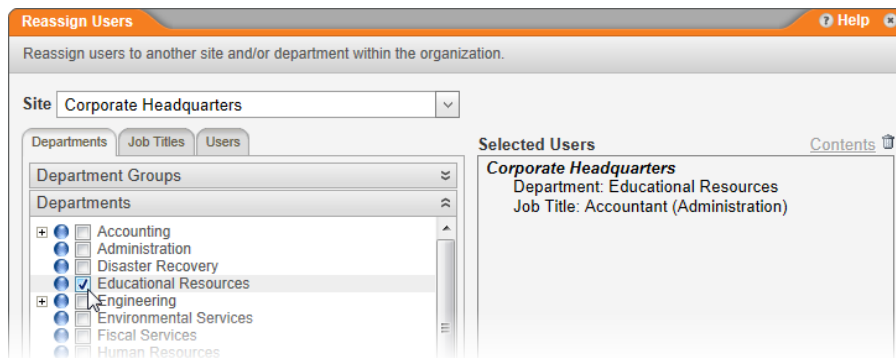 Reassign Users
Help
Reassign users to another site and/or department within the organization.
Site Corporate Headquarters
Departments Job Titles Users
Department Groups
Departments
Accounting
Administration
Disaster Recovery
Educational Resources
Engineering
Environmental Services
Fiscal Services
Human Resources
Selected Users Contents
Corporate Headquarters
Department: Educational Resources
Job Title: Accountant (Administration)